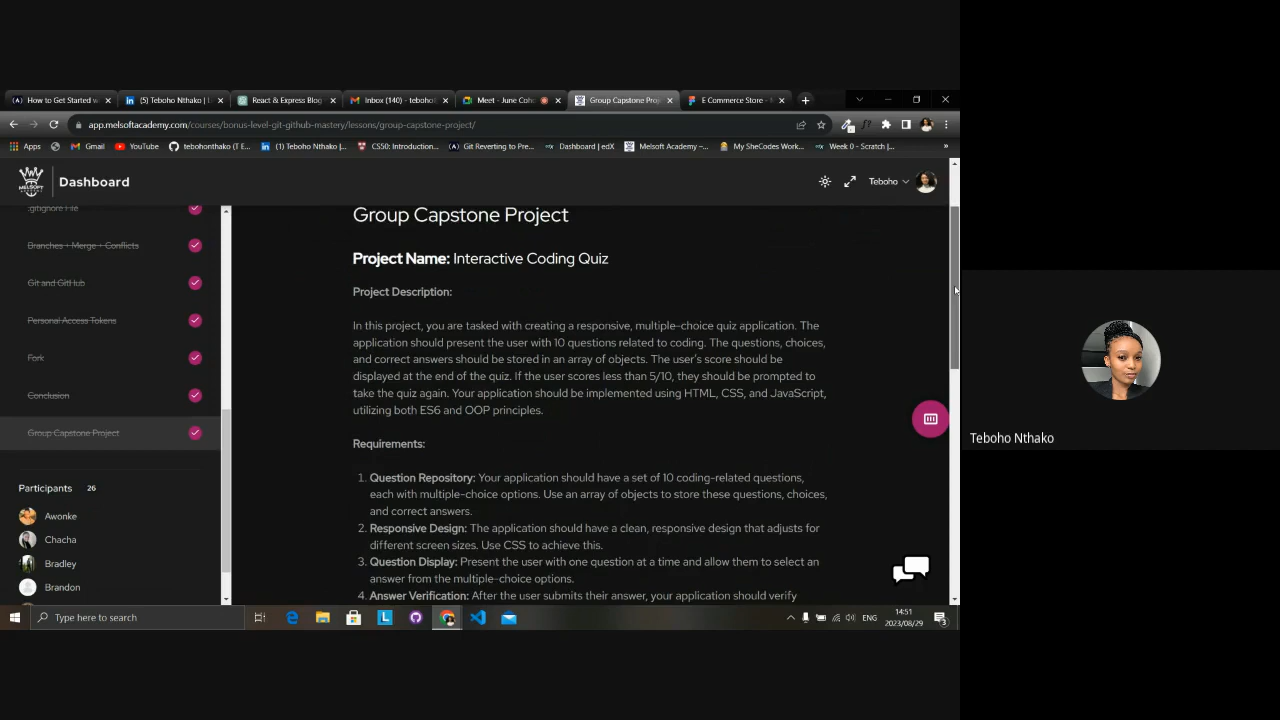 How to Get Started w
(5) Teboho Nthako | L
React & Express Blog
Inbox (140) - teboho
Meet - June Coh
Group Capstone Proj
E Commerce Store -
app.melsoftacademy.com/courses/bonus-level-git-github-mastery/lessons/group-capstone-project/
Apps
Gmail
YouTube
tebohonthako (T E...
(1) Teboho Nthako |...
CS50: Introduction...
Git Reverting to Pre...
Dashboard | edX
Melsoft Academy –...
My SheCodes Work...
Week 0 - Scratch |...
MELSOFT
Dashboard
Teboho
.gitignore File
Branches + Merge + Conflicts
Git and GitHub
Personal Access Tokens
Fork
Conclusion
Group Capstone Project
Participants 26
Awonke
Chacha
Bradley
Brandon
Group Capstone Project
Project Name: Interactive Coding Quiz
Project Description:
In this project, you are tasked with creating a responsive, multiple-choice quiz application. The
application should present the user with 10 questions related to coding. The questions, choices,
and correct answers should be stored in an array of objects. The user's score should be
displayed at the end of the quiz. If the user scores less than 5/10, they should be prompted to
take the quiz again. Your application should be implemented using HTML, CSS, and JavaScript,
utilizing both ES6 and OOP principles.
Requirements:
1. Question Repository: Your application should have a set of 10 coding-related questions,
each with multiple-choice options. Use an array of objects to store these questions, choices,
and correct answers.
2. Responsive Design: The application should have a clean, responsive design that adjusts for
different screen sizes. Use CSS to achieve this.
3. Question Display: Present the user with one question at a time and allow them to select an
answer from the multiple-choice options.
4. Answer Verification: After the user submits their answer, your application should verify
Type here to search
ENG
14:51
2023/08/29
3
Teboho Nthako